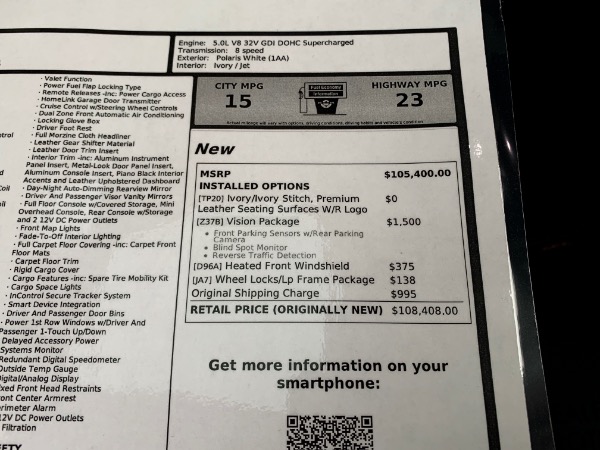 Engine: 5.0L V8 32V GDI DOHC Supercharged
Transmission: 8 speed
Exterior: Polaris White (1AA)
Interior: Ivory / Jet
· Valet Function
· Power Fuel Flap Locking Type
· Remote Releases -inc: Power Cargo Access
· HomeLink Garage Door Transmitter
· Cruise Control w/Steering Wheel Controls
· Dual Zone Front Automatic Air Conditioning
· Locking Glove Box
· Driver Foot Rest
· Full Morzine Cloth Headliner
· Leather Gear Shifter Material
· Leather Door Trim Insert
· Interior Trim -inc: Aluminum Instrument
Panel Insert, Metal-Look Door Panel Insert,
Aluminum Console Insert, Piano Black Interior
Accents and Leather Upholstered Dashboard
· Day-Night Auto-Dimming Rearview Mirror
· Driver And Passenger Visor Vanity Mirrors
· Full Floor Console w/Covered Storage, Mini
Overhead Console, Rear Console w/Storage
and 2 12V DC Power Outlets
· Front Map Lights
· Fade-To-Off Interior Lighting
· Full Carpet Floor Covering -inc: Carpet Front
Floor Mats
· Carpet Floor Trim
· Rigid Cargo Cover
· Cargo Features -inc: Spare Tire Mobility Kit
· Cargo Space Lights
· InControl Secure Tracker System
· Smart Device Integration
· Driver And Passenger Door Bins
· Power 1st Row Windows w/Driver And
Passenger 1-Touch Up/Down
Delayed Accessory Power
Systems Monitor
Redundant Digital Speedometer
Outside Temp Gauge
Digital/Analog Display
Fixed Front Head Restraints
Front Center Armrest
Perimeter Alarm
12V DC Power Outlets
Filtration
CITY MPG
15
Fuel Economy
Information
HIGHWAY MPG
23
New
MSRP $105,400.00
INSTALLED OPTIONS
[TP20] Ivory/Ivory Stitch, Premium $0
Leather Seating Surfaces W/R Logo
[Z37B] Vision Package $1,500
• Front Parking Sensors w/Rear Parking
Camera
• Blind Spot Monitor
• Reverse Traffic Detection
[D96A] Heated Front Windshield $375
[JA7] Wheel Locks/Lp Frame Package $138
Original Shipping Charge $995
RETAIL PRICE (ORIGINALLY NEW) $108,408.00
Get more information on your
smartphone: